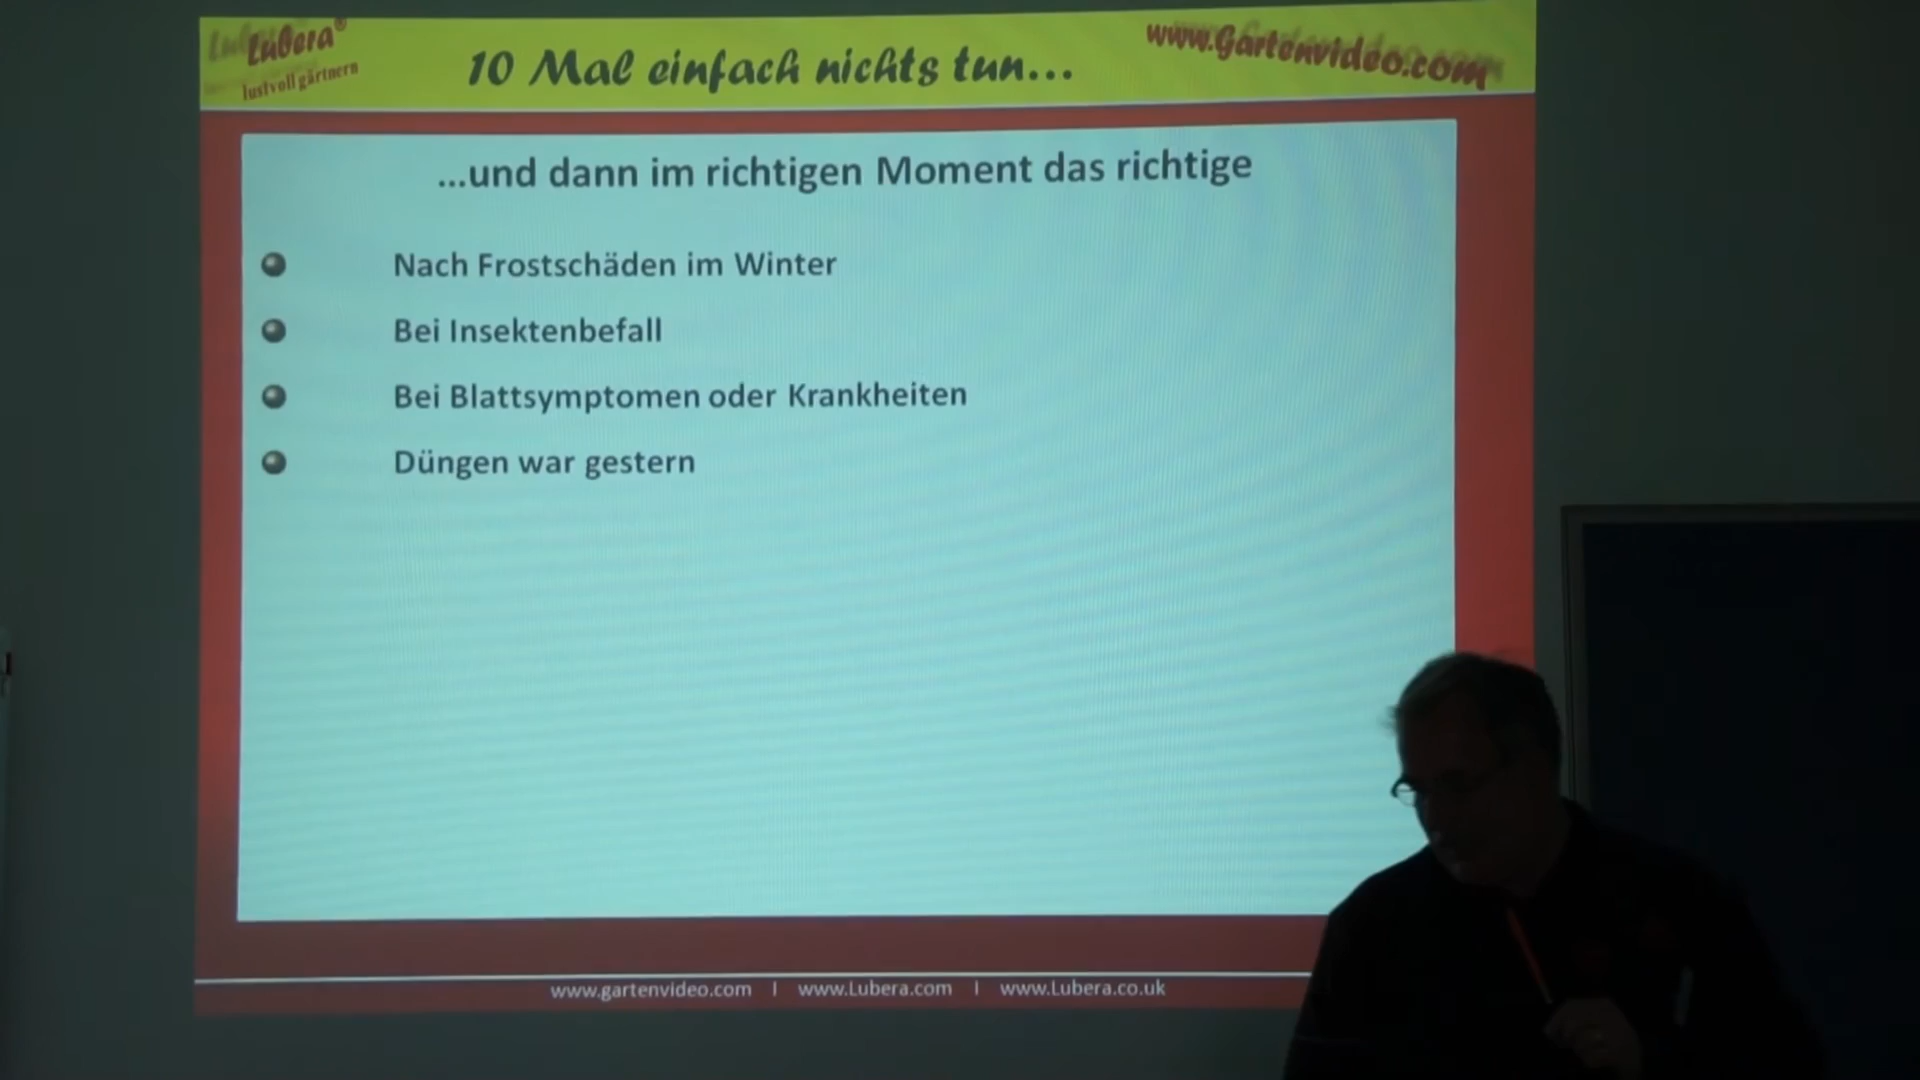 Lubera®
lustvoll gärtnern
10 Mal einfach nichts tun...
www.Gartenvideo.com
...und dann im richtigen Moment das richtige
Nach Frostschäden im Winter
Bei Insektenbefall
Bei Blattsymptomen oder Krankheiten
Düngen war gestern
www.gartenvideo.com | www.Lubera.com | www.Lubera.co.uk